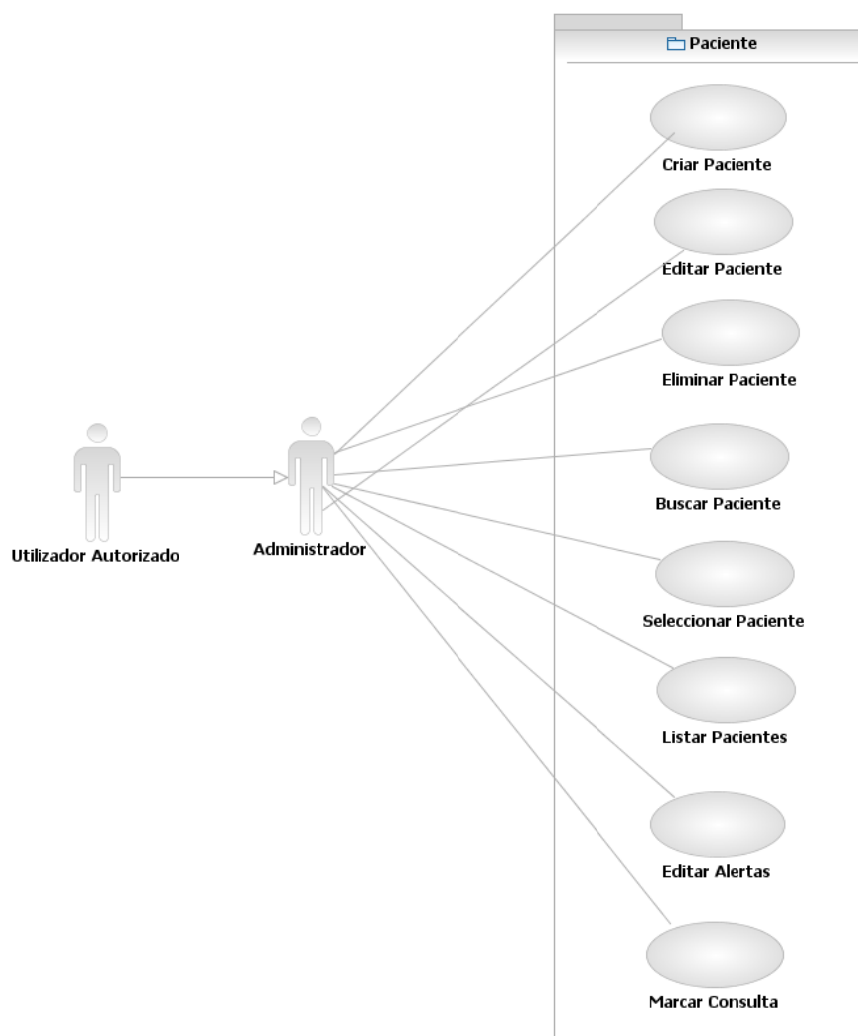 Paciente
Criar Paciente
Editar Paciente
Eliminar Paciente
Buscar Paciente
Utilizador Autorizado
Administrador
Seleccionar Paciente
Listar Pacientes
Editar Alertas
Marcar Consulta